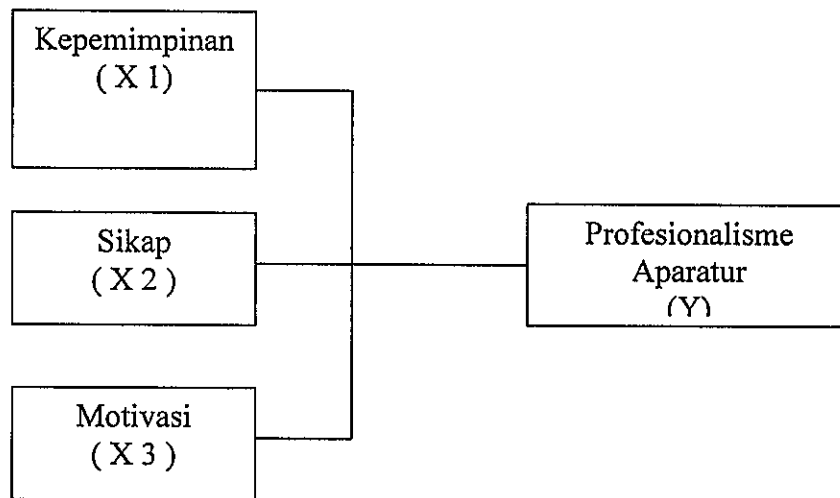 Kepemimpinan
( X 1)
Sikap
( X 2 )
Motivasi
( X 3 )
Profesionalisme
Aparatur
(Y)